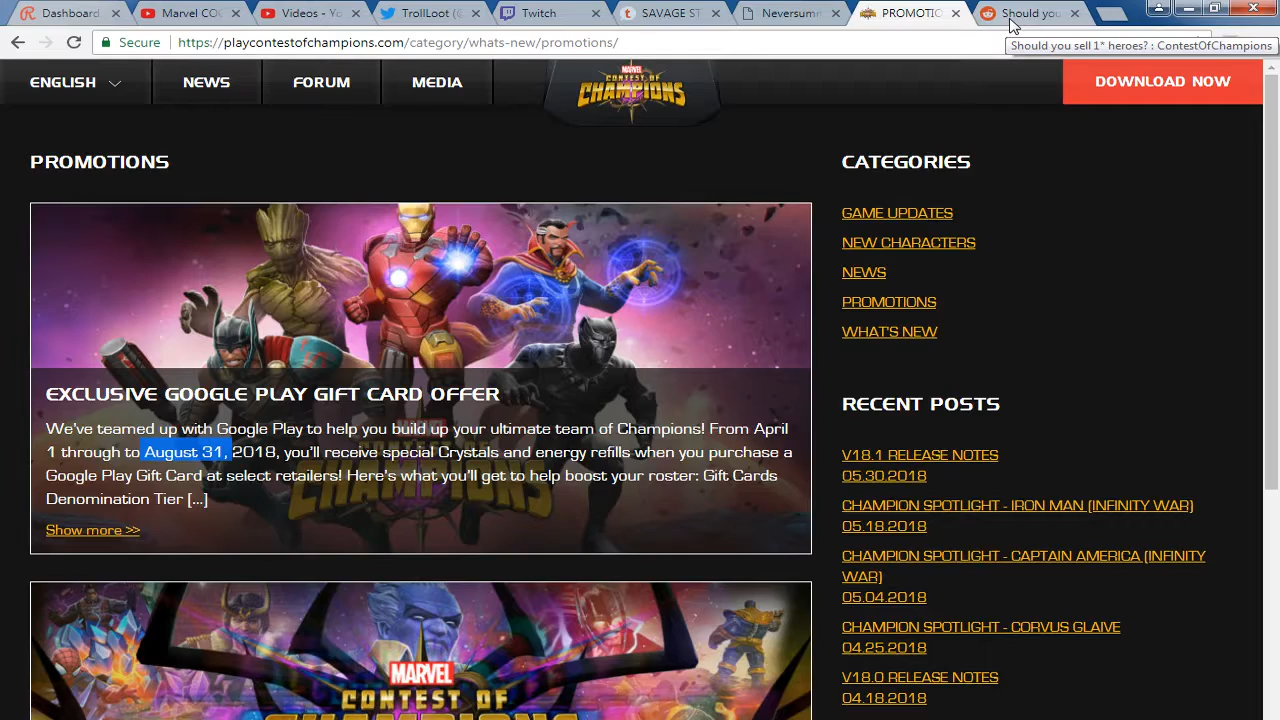 Dashboard
Marvel COC
Videos - Yo
TrollLoot (@
Twitch
SAVAGE ST
Neversumm
PROMOTIO
Should you
Secure
https://playcontestofchampions.com/category/whats-new/promotions/
Should you sell 1* heroes? : ContestOfChampions
ENGLISH
NEWS
FORUM
MEDIA
MARVEL
CONTEST OF
CHAMPIONS
DOWNLOAD NOW
PROMOTIONS
EXCLUSIVE GOOGLE PLAY GIFT CARD OFFER
We've teamed up with Google Play to help you build up your ultimate team of Champions! From April
1 through to August 31, 2018, you'll receive special Crystals and energy refills when you purchase a
Google Play Gift Card at select retailers! Here's what you'll get to help boost your roster: Gift Cards
Denomination Tier [...]
Show more >>
MARVEL
CONTEST OF
CHAMPIONS
CATEGORIES
GAME UPDATES
NEW CHARACTERS
NEWS
PROMOTIONS
WHAT'S NEW
RECENT POSTS
V18.1 RELEASE NOTES
05.30.2018
CHAMPION SPOTLIGHT - IRON MAN (INFINITY WAR)
05.18.2018
CHAMPION SPOTLIGHT - CAPTAIN AMERICA (INFINITY
WAR)
05.04.2018
CHAMPION SPOTLIGHT - CORVUS GLAIVE
04.25.2018
V18.0 RELEASE NOTES
04.18.2018